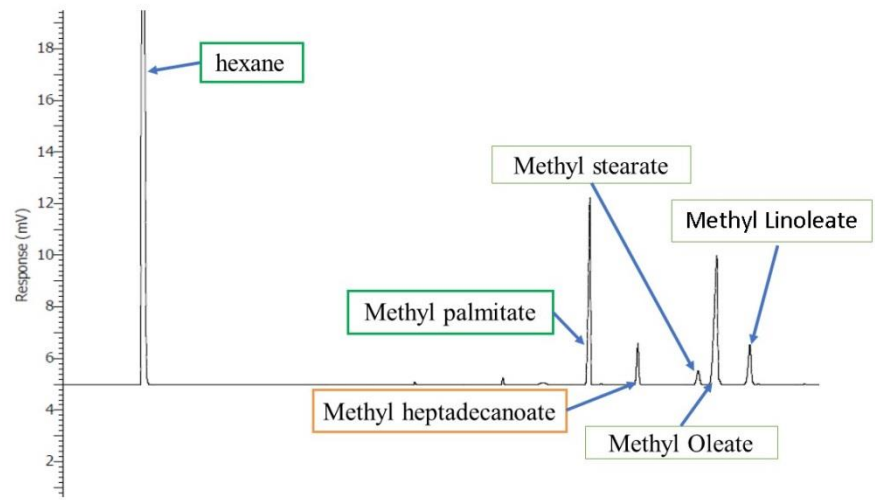 18
16
14
12
10
8
6
4
2
Response (mV)
hexane
Methyl stearate
Methyl Linoleate
Methyl palmitate
Methyl heptadecanoate
Methyl Oleate